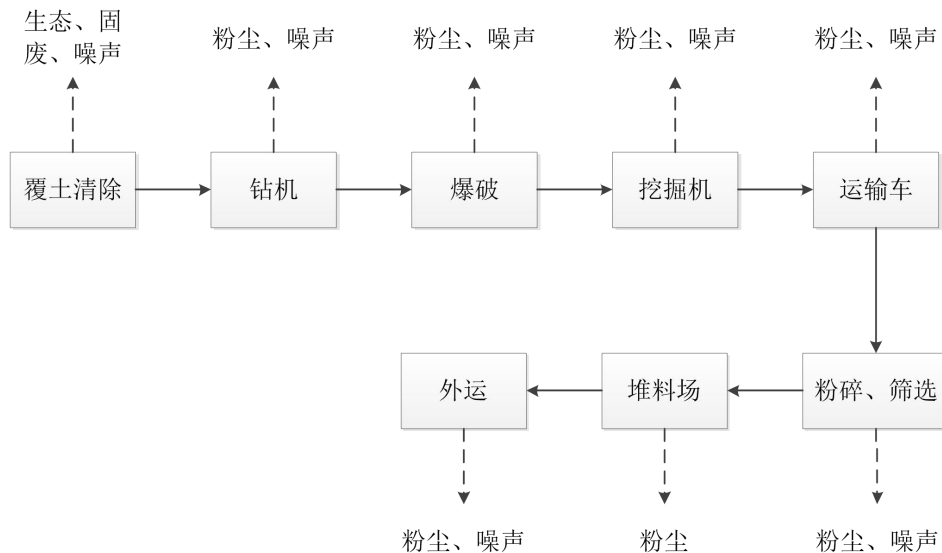 生态、固
废、噪声
粉尘、噪声
粉尘、噪声
粉尘、噪声
粉尘、噪声
覆土清除
钻机
爆破
挖掘机
运输车
外运
堆料场
粉碎、筛选
粉尘、噪声
粉尘
粉尘、噪声